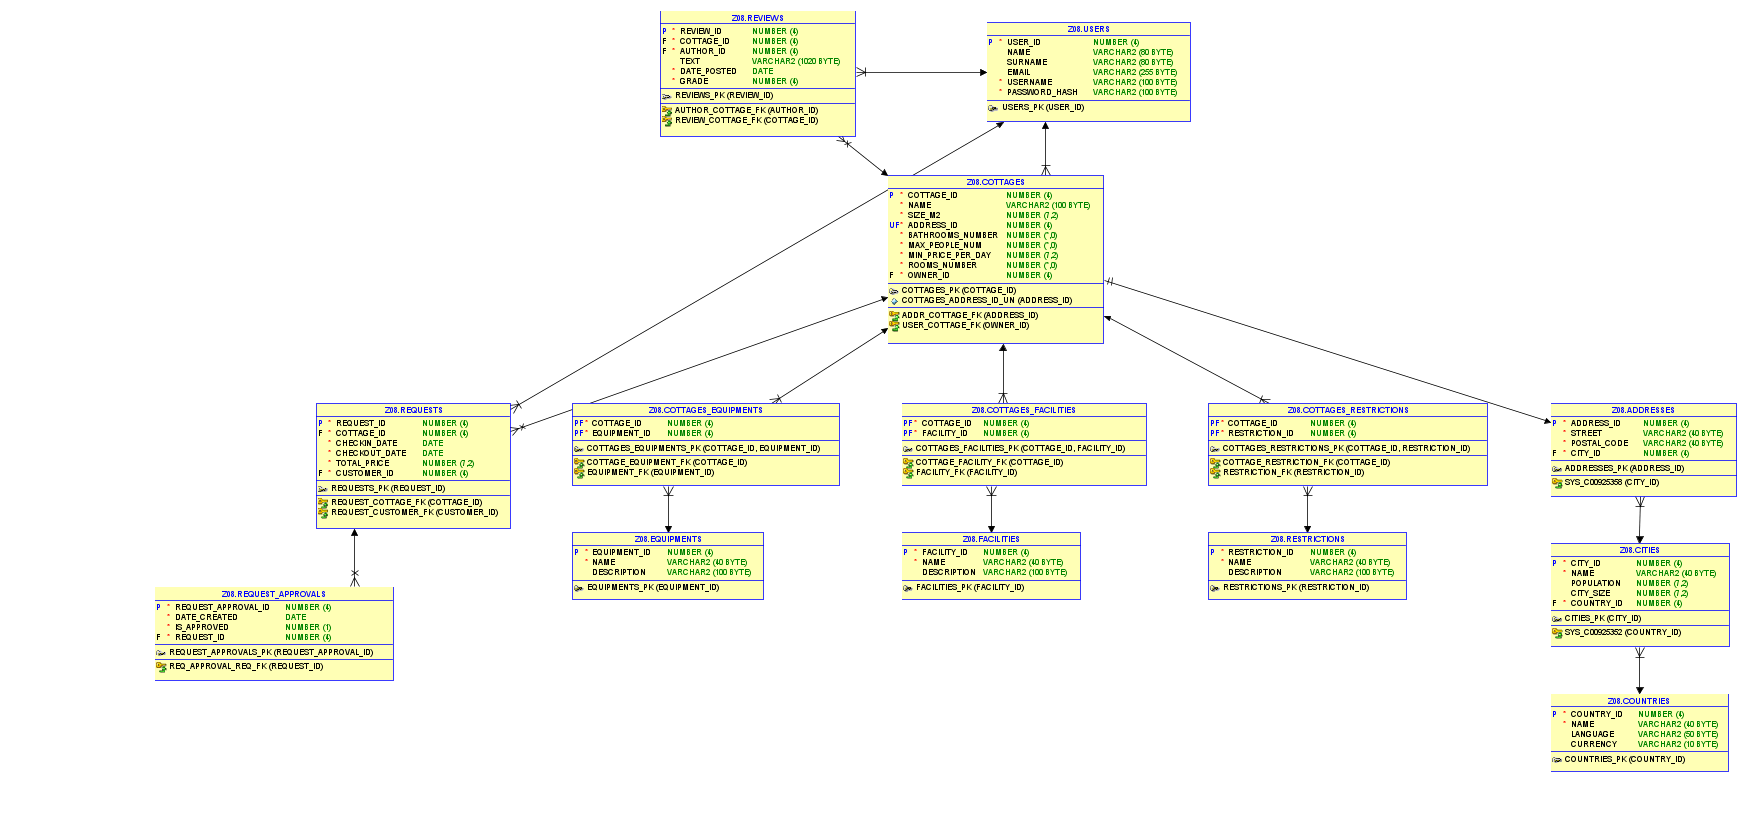 Z08.REVIEWS
P * REVIEW_ID NUMBER (4)
F * COTTAGE_ID NUMBER (4)
F * AUTHOR_ID NUMBER (4)
TEXT VARCHAR2 (1020 BYTE)
* DATE_POSTED DATE
* GRADE NUMBER (4)
REVIEWS_PK (REVIEW_ID)
AUTHOR_COTTAGE_FK (AUTHOR_ID)
REVIEW_COTTAGE_FK (COTTAGE_ID)
Z08.USERS
P * USER_ID NUMBER (4)
NAME VARCHAR2 (80 BYTE)
SURNAME VARCHAR2 (80 BYTE)
EMAIL VARCHAR2 (255 BYTE)
* USERNAME VARCHAR2 (100 BYTE)
* PASSWORD_HASH VARCHAR2 (100 BYTE)
USERS_PK (USER_ID)
Z08.COTTAGES
P * COTTAGE_ID NUMBER (4)
* NAME VARCHAR2 (100 BYTE)
* SIZE_M2 NUMBER (7,2)
UF * ADDRESS_ID NUMBER (4)
* BATHROOMS_NUMBER NUMBER (*,0)
* MAX_PEOPLE_NUM NUMBER (*,0)
* MIN_PRICE_PER_DAY NUMBER (7,2)
* ROOMS_NUMBER NUMBER (*,0)
F * OWNER_ID NUMBER (4)
COTTAGES_PK (COTTAGE_ID)
COTTAGES_ADDRESS_ID_UN (ADDRESS_ID)
ADDR_COTTAGE_FK (ADDRESS_ID)
USER_COTTAGE_FK (OWNER_ID)
Z08.REQUESTS
P * REQUEST_ID NUMBER (4)
F * COTTAGE_ID NUMBER (4)
* CHECKIN_DATE DATE
* CHECKOUT_DATE DATE
* TOTAL_PRICE NUMBER (7,2)
F * CUSTOMER_ID NUMBER (4)
REQUESTS_PK (REQUEST_ID)
REQUEST_COTTAGE_FK (COTTAGE_ID)
REQUEST_CUSTOMER_FK (CUSTOMER_ID)
Z08.COTTAGES_EQUIPMENTS
PF * COTTAGE_ID NUMBER (4)
PF * EQUIPMENT_ID NUMBER (4)
COTTAGES_EQUIPMENTS_PK (COTTAGE_ID, EQUIPMENT_ID)
COTTAGE_EQUIPMENT_FK (COTTAGE_ID)
EQUIPMENT_FK (EQUIPMENT_ID)
Z08.COTTAGES_FACILITIES
PF * COTTAGE_ID NUMBER (4)
PF * FACILITY_ID NUMBER (4)
COTTAGES_FACILITIES_PK (COTTAGE_ID, FACILITY_ID)
COTTAGE_FACILITY_FK (COTTAGE_ID)
FACILITY_FK (FACILITY_ID)
Z08.COTTAGES_RESTRICTIONS
PF * COTTAGE_ID NUMBER (4)
PF * RESTRICTION_ID NUMBER (4)
COTTAGES_RESTRICTIONS_PK (COTTAGE_ID, RESTRICTION_ID)
COTTAGE_RESTRICTION_FK (COTTAGE_ID)
RESTRICTION_FK (RESTRICTION_ID)
Z08.ADDRESSES
P * ADDRESS_ID NUMBER (4)
* STREET VARCHAR2 (40 BYTE)
* POSTAL_CODE VARCHAR2 (40 BYTE)
F * CITY_ID NUMBER (4)
ADDRESSES_PK (ADDRESS_ID)
SYS_C00925358 (CITY_ID)
Z08.EQUIPMENTS
P * EQUIPMENT_ID NUMBER (4)
* NAME VARCHAR2 (40 BYTE)
DESCRIPTION VARCHAR2 (100 BYTE)
EQUIPMENTS_PK (EQUIPMENT_ID)
Z08.FACILITIES
P * FACILITY_ID NUMBER (4)
* NAME VARCHAR2 (40 BYTE)
DESCRIPTION VARCHAR2 (100 BYTE)
FACILITIES_PK (FACILITY_ID)
Z08.RESTRICTIONS
P * RESTRICTION_ID NUMBER (4)
* NAME VARCHAR2 (40 BYTE)
DESCRIPTION VARCHAR2 (100 BYTE)
RESTRICTIONS_PK (RESTRICTION_ID)
Z08.CITIES
P * CITY_ID NUMBER (4)
* NAME VARCHAR2 (40 BYTE)
POPULATION NUMBER (7,2)
CITY_SIZE NUMBER (7,2)
F * COUNTRY_ID NUMBER (4)
CITIES_PK (CITY_ID)
SYS_C00925352 (COUNTRY_ID)
Z08.REQUEST_APPROVALS
P * REQUEST_APPROVAL_ID NUMBER (4)
* DATE_CREATED DATE
* IS_APPROVED NUMBER (1)
F * REQUEST_ID NUMBER (4)
REQUEST_APPROVALS_PK (REQUEST_APPROVAL_ID)
REQ_APPROVAL_REQ_FK (REQUEST_ID)
Z08.COUNTRIES
P * COUNTRY_ID NUMBER (4)
* NAME VARCHAR2 (40 BYTE)
LANGUAGE VARCHAR2 (50 BYTE)
CURRENCY VARCHAR2 (10 BYTE)
COUNTRIES_PK (COUNTRY_ID)